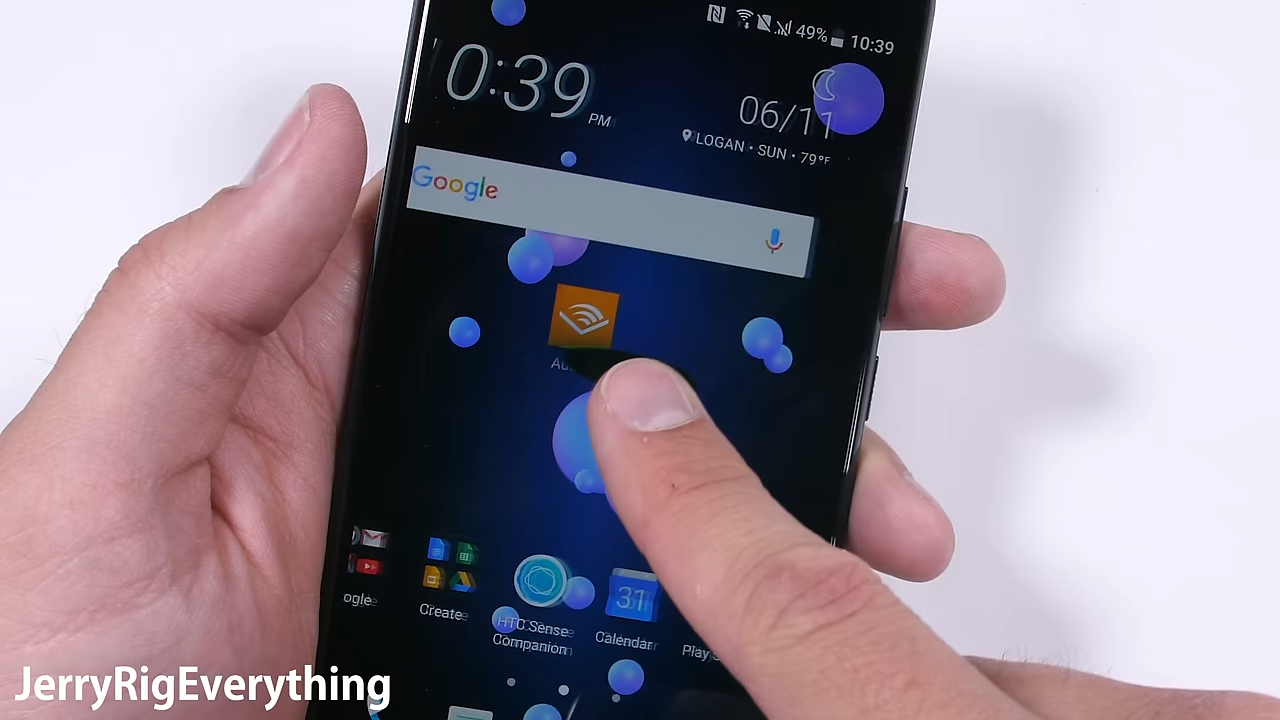 49% 10:39
0:39 PM
06/11
LOGAN • SUN • 79°F
Google
ogle
Create
HTC Sense
Companion
Calendar
31
Play
JerryRigEverything